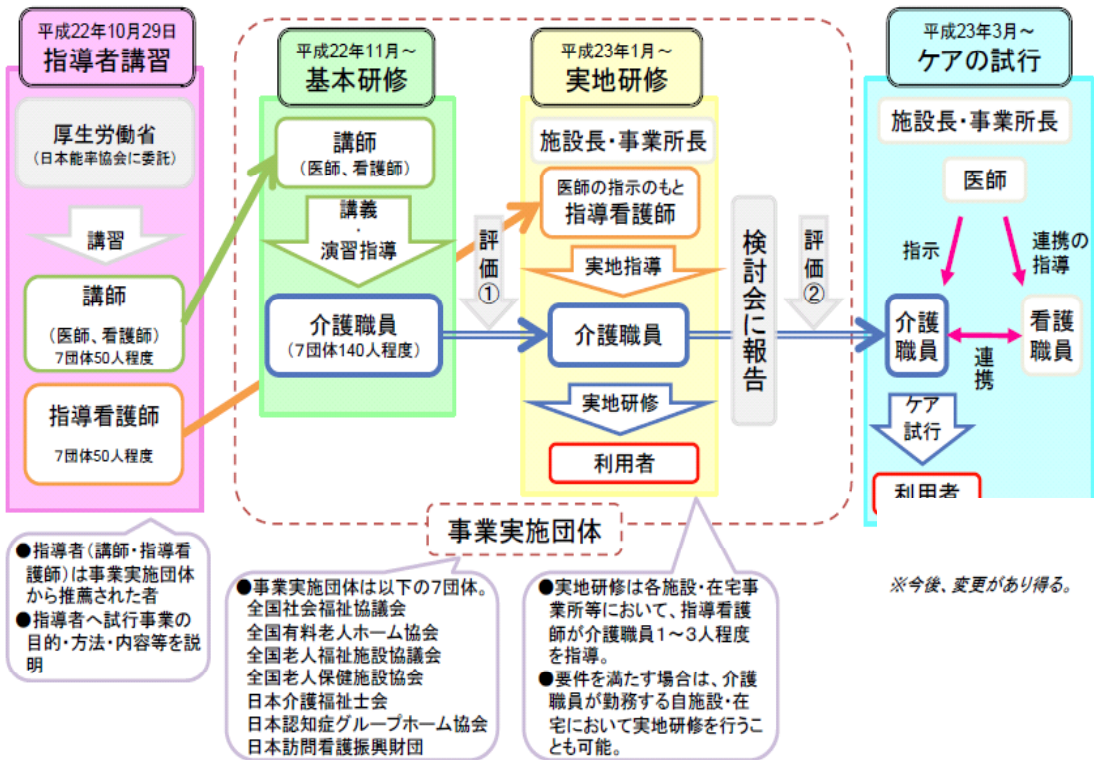 平成22年10月29日
指導者講習
厚生労働省
(日本能率協会に委託)
講習
講師
(医師、看護師)
7団体50人程度
指導看護師
7団体50人程度
●指導者(講師・指導看
護師)は事業実施団体
から推薦された者
●指導者へ試行事業の
目的・方法・内容等を説
明
平成22年11月～
基本研修
講師
(医師、看護師)
講義
・
演習指導
介護職員
(7団体140人程度)
評価①
平成23年1月～
実地研修
施設長・事業所長
医師の指示のもと
指導看護師
実地指導
介護職員
実地研修
利用者
検討会に報告
評価②
事業実施団体
●事業実施団体は以下の7団体。
全国社会福祉協議会
全国有料老人ホーム協会
全国老人福祉施設協議会
全国老人保健施設協会
日本介護福祉士会
日本認知症グループホーム協会
日本訪問看護振興財団
●実地研修は各施設・在宅事
業所等において、指導看護
師が介護職員1～3人程度
を指導。
●要件を満たす場合は、介護
職員が勤務する自施設・在
宅において実地研修を行うこ
とも可能。
平成23年3月～
ケアの試行
施設長・事業所長
医師
指示
連携の
指導
介護
職員
看護
職員
連携
ケア
試行
利用者
※今後、変更があり得る。